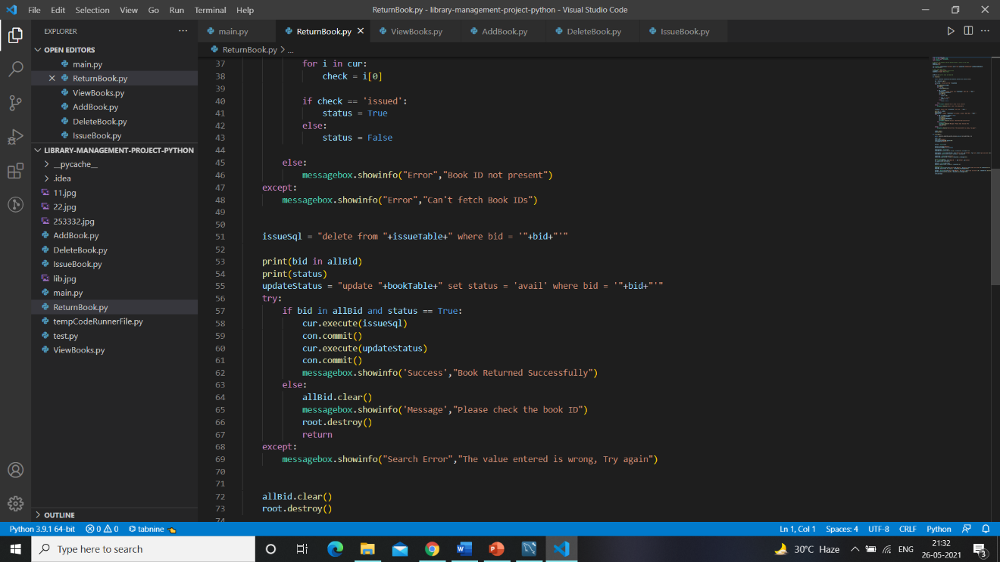 File Edit Selection View Go Run Terminal Help
ReturnBook.py - library-management-project-python - Visual Studio Code
EXPLORER
OPEN EDITORS
main.py
ReturnBook.py
ViewBooks.py
AddBook.py
DeleteBook.py
IssueBook.py
LIBRARY-MANAGEMENT-PROJECT-PYTHON
__pycache__
.idea
11.jpg
22.jpg
253332.jpg
AddBook.py
DeleteBook.py
IssueBook.py
lib.jpg
main.py
ReturnBook.py
tempCodeRunnerFile.py
test.py
ViewBooks.py
OUTLINE
main.py ReturnBook.py ViewBooks.py AddBook.py DeleteBook.py IssueBook.py
ReturnBook.py > ...
37 for i in cur:
38 check = i[0]
39
40 if check == 'issued':
41 status = True
42 else:
43 status = False
44
45 else:
46 messagebox.showinfo("Error","Book ID not present")
47 except:
48 messagebox.showinfo("Error","Can't fetch Book IDs")
49
50
51 issueSql = "delete from "+issueTable+" where bid = '"+bid+"'"
52
53 print(bid in allBid)
54 print(status)
55 updateStatus = "update "+bookTable+" set status = 'avail' where bid = '"+bid+"'"
56 try:
57 if bid in allBid and status == True:
58 cur.execute(issueSql)
59 con.commit()
60 cur.execute(updateStatus)
61 con.commit()
62 messagebox.showinfo('Success',"Book Returned Successfully")
63 else:
64 allBid.clear()
65 messagebox.showinfo('Message',"Please check the book ID")
66 root.destroy()
67 return
68 except:
69 messagebox.showinfo("Search Error","The value entered is wrong, Try again")
70
71
72 allBid.clear()
73 root.destroy()
74
Python 3.9.1 64-bit 0 0 tabnine Ln 1, Col 1 Spaces: 4 UTF-8 CRLF Python
Type here to search
30°C Haze ENG
21:32
26-05-2021
3